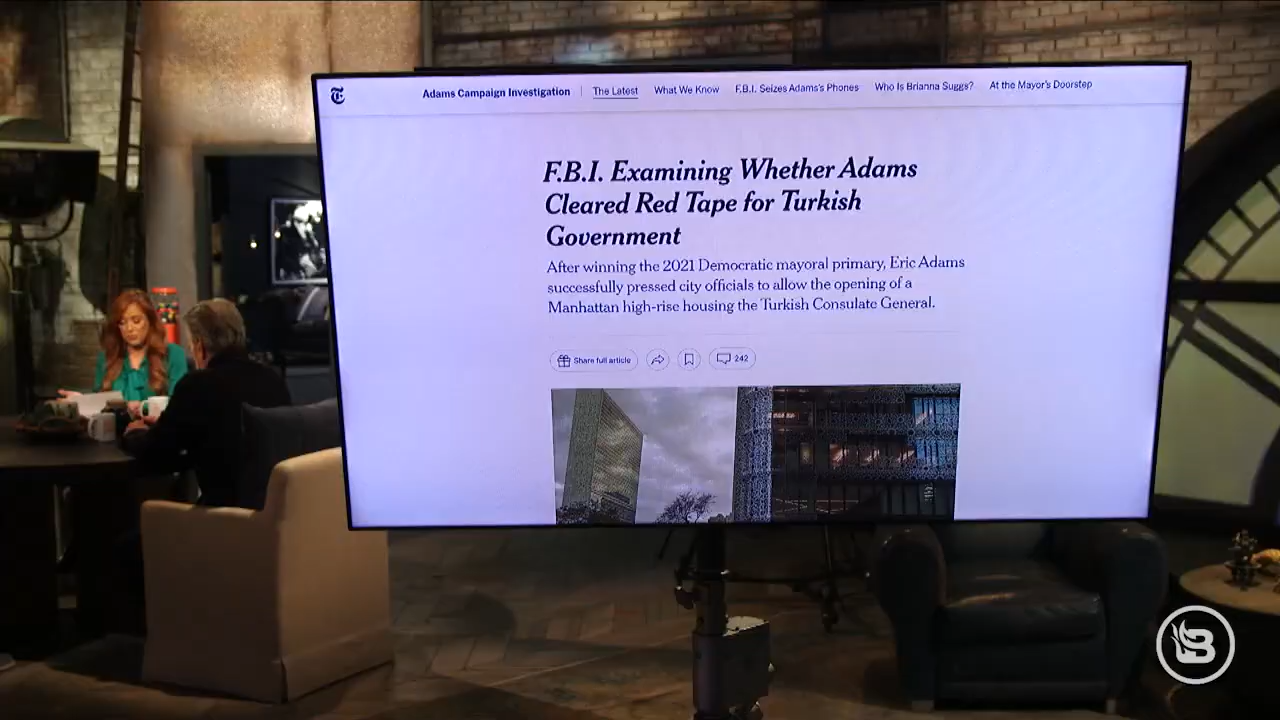 Adams Campaign Investigation | The Latest What We Know F.B.I. Seizes Adams's Phones Who Is Brianna Suggs? At the Mayor's Doorstep
F.B.I. Examining Whether Adams
Cleared Red Tape for Turkish
Government
After winning the 2021 Democratic mayoral primary, Eric Adams
successfully pressed city officials to allow the opening of a
Manhattan high-rise housing the Turkish Consulate General.
Share full article 242
B